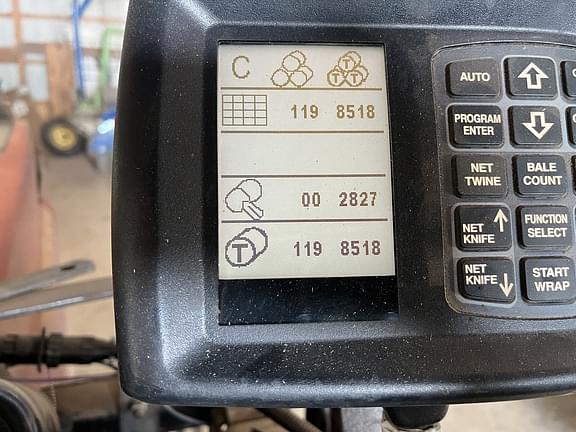 C T T T
119 8518
00 2827
T 119 8518
AUTO
PROGRAM
ENTER
NET
TWINE
BALE
COUNT
NET
KNIFE
FUNCTION
SELECT
NET
KNIFE
START
WRAP